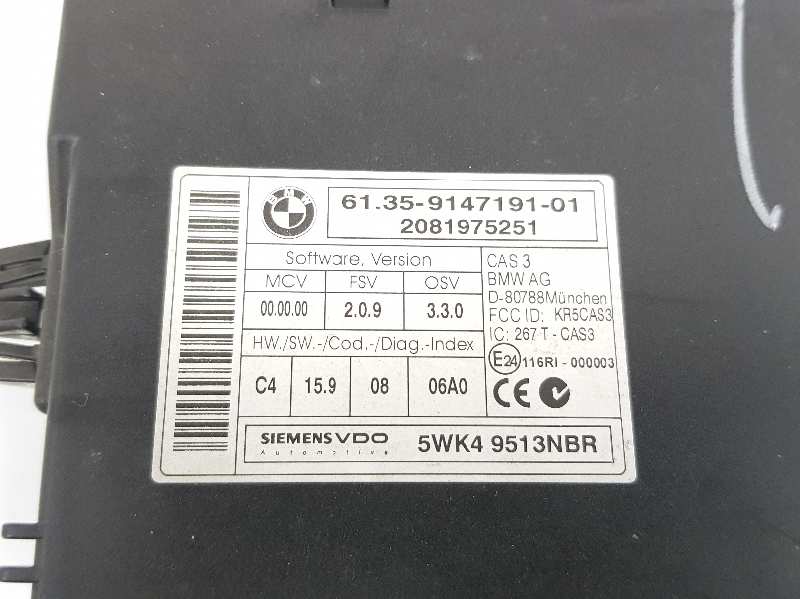 BMW
61.35-9147191-01
2081975251
Software, Version
MCV FSV OSV
00.00.00 2.0.9 3.3.0
HW./SW.-/Cod.-/Diag.-Index
C4 15.9 08 06A0
CAS 3
BMW AG
D-80788München
FCC ID: KR5CAS3
IC: 267 T - CAS3
E24 116RI - 000003
CE
SIEMENS VDO
Automotive
5WK4 9513NBR